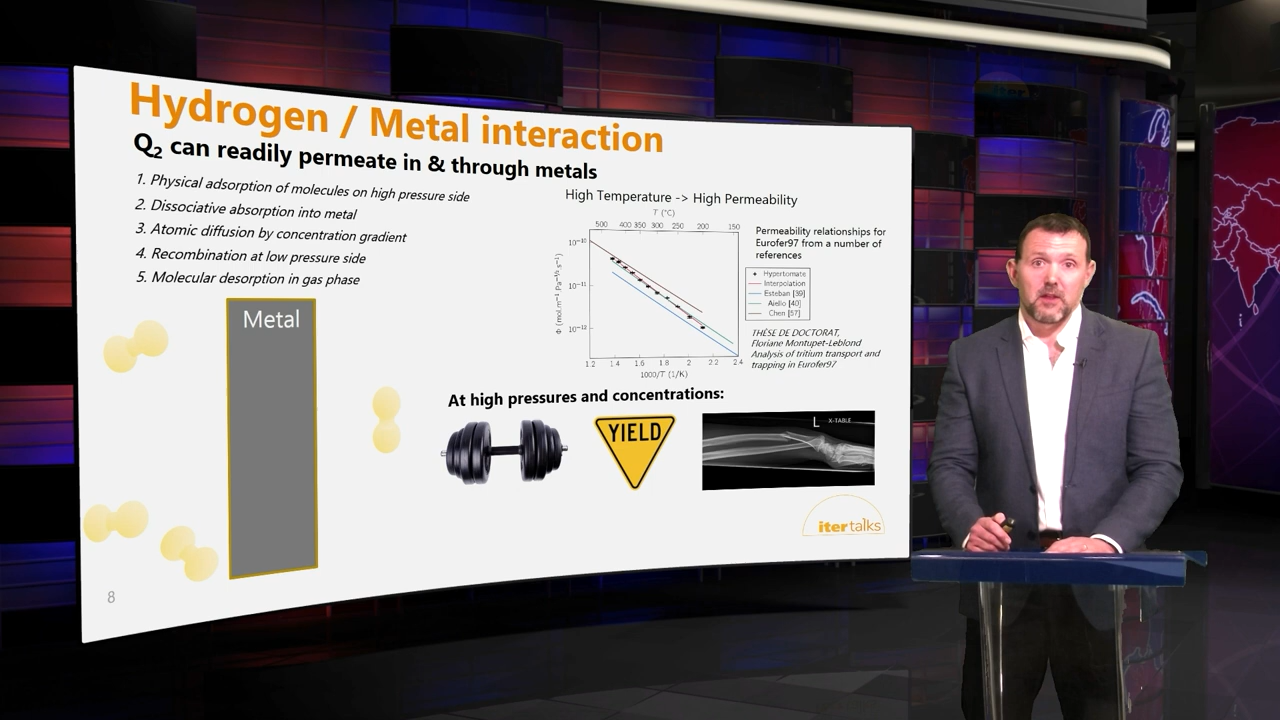 Hydrogen / Metal interaction
Q₂ can readily permeate in & through metals
1. Physical adsorption of molecules on high pressure side
2. Dissociative absorption into metal
3. Atomic diffusion by concentration gradient
4. Recombination at low pressure side
5. Molecular desorption in gas phase
Metal
High Temperature -> High Permeability
T (°C)
500 400 350 300 250 200 150
10⁻¹⁰
10⁻¹¹
10⁻¹²
Φ (mol.m⁻¹.Pa⁻¹/².s⁻¹)
1.2 1.4 1.6 1.8 2 2.2 2.4
1000/T (1/K)
Permeability relationships for
Eurofer97 from a number of
references
Hypertomate
Interpolation
Esteban [39]
Aiello [40]
Chen [57]
THÈSE DE DOCTORAT,
Floriane Montupet-Leblond
Analysis of tritium transport and
trapping in Eurofer97
At high pressures and concentrations:
YIELD
L X-TABLE
iter talks
8